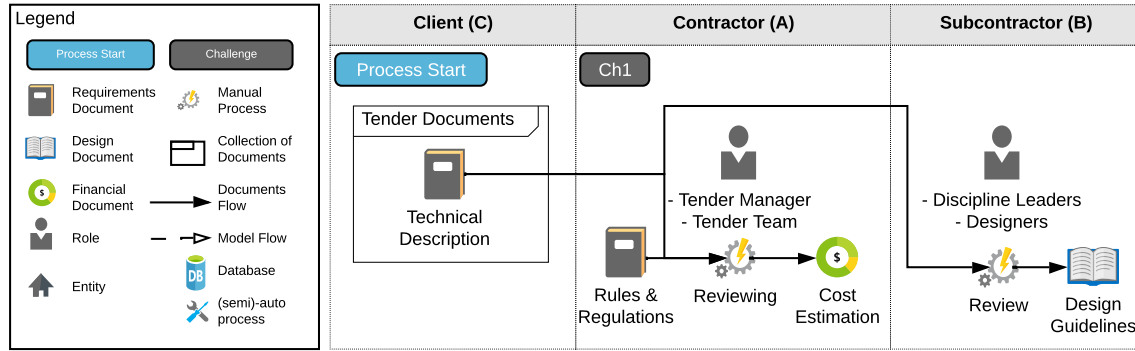 Legend
Process Start
Challenge
Requirements
Document
Manual
Process
Design
Document
Collection of
Documents
Financial
Document
Documents
Flow
Role
Model Flow
Entity
DB
Database
(semi)-auto
process
Client (C)
Contractor (A)
Subcontractor (B)
Process Start
Ch1
Tender Documents
Technical
Description
- Tender Manager
- Tender Team
- Discipline Leaders
- Designers
Rules &
Regulations
Reviewing
$
Cost
Estimation
Review
Design
Guidelines
$